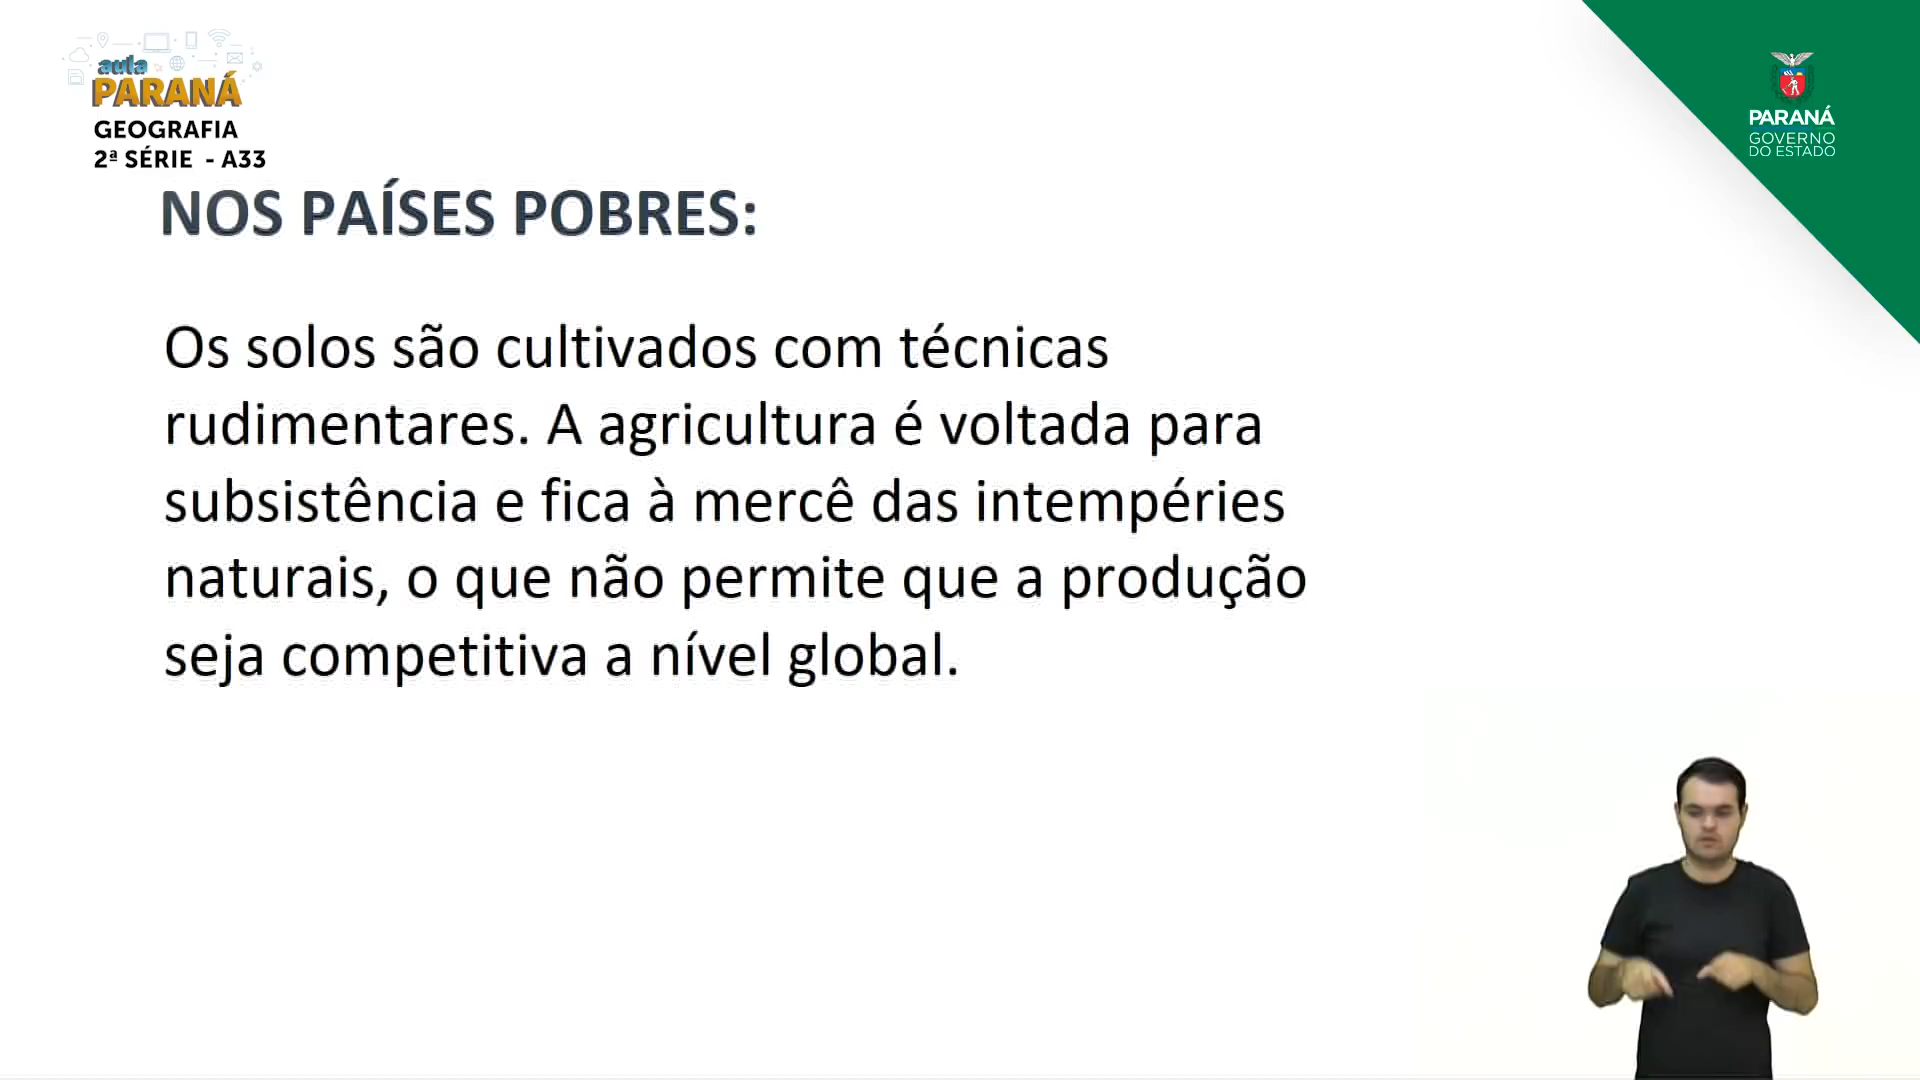 aula
PARANÁ
GEOGRAFIA
2ª SÉRIE - A33
PARANÁ
GOVERNO
DO ESTADO
NOS PAÍSES POBRES:
Os solos são cultivados com técnicas
rudimentares. A agricultura é voltada para
subsistência e fica à mercê das intempéries
naturais, o que não permite que a produção
seja competitiva a nível global.